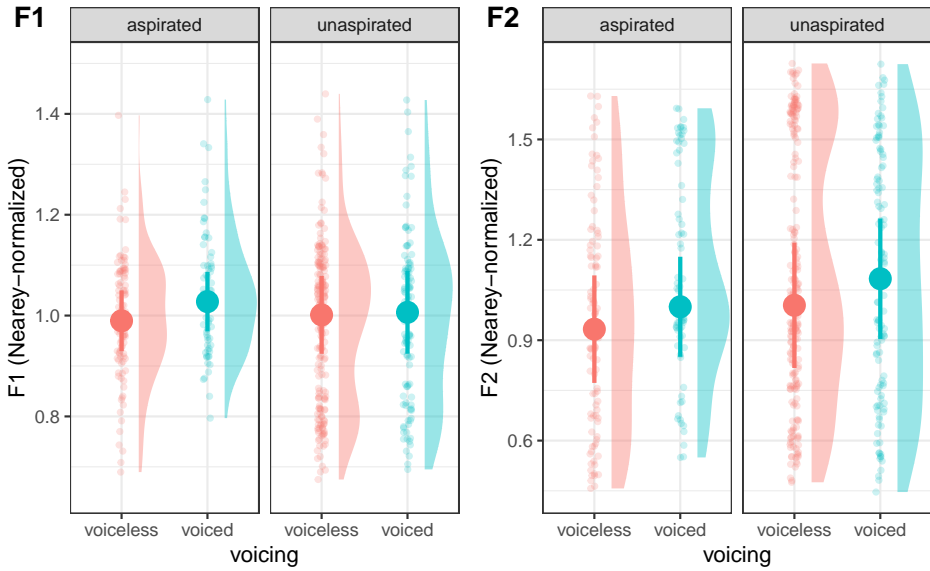 F1
aspirated
unaspirated
F1 (Nearey−normalized)
1.4
1.2
1.0
0.8
voiceless
voiced
voiceless
voiced
voicing
F2
aspirated
unaspirated
F2 (Nearey−normalized)
1.5
1.2
0.9
0.6
voiceless
voiced
voiceless
voiced
voicing